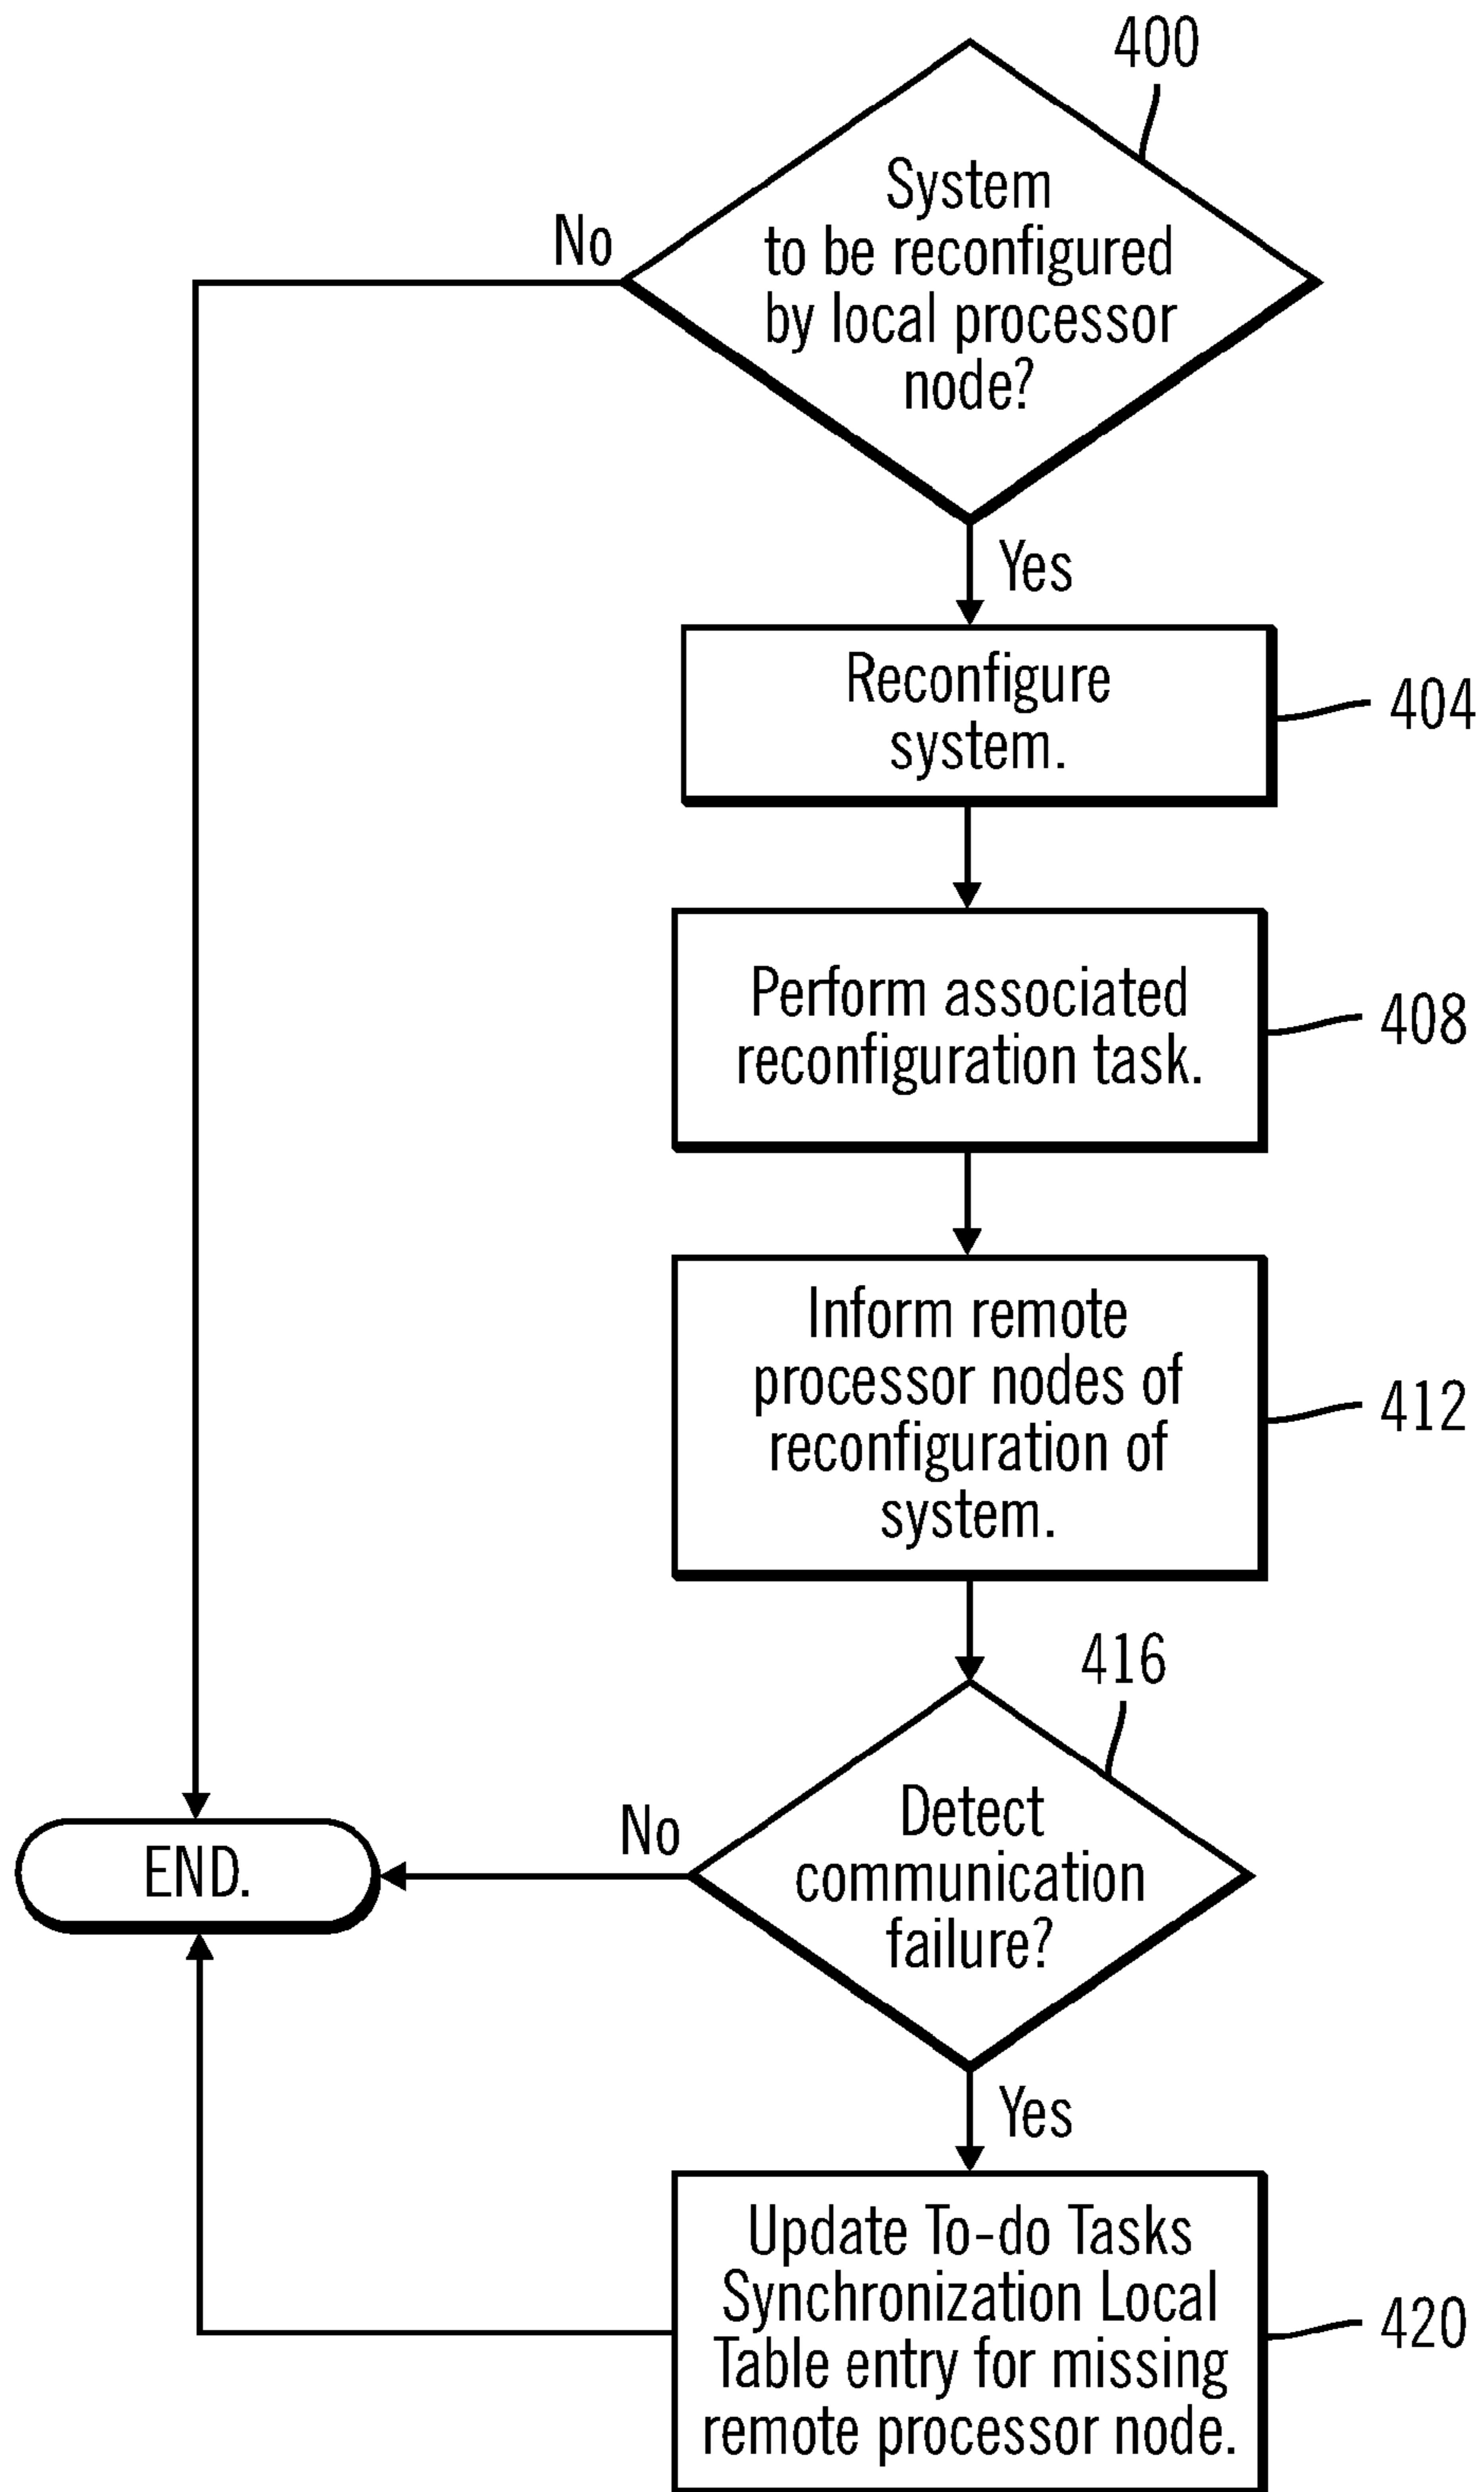 400
System
to be reconfigured
by local processor
node?
No
Yes
Reconfigure
system.
404
Perform associated
reconfiguration task.
408
Inform remote
processor nodes of
reconfiguration of
system.
412
416
Detect
communication
failure?
No
END.
Yes
Update To-do Tasks
Synchronization Local
Table entry for missing
remote processor node.
420